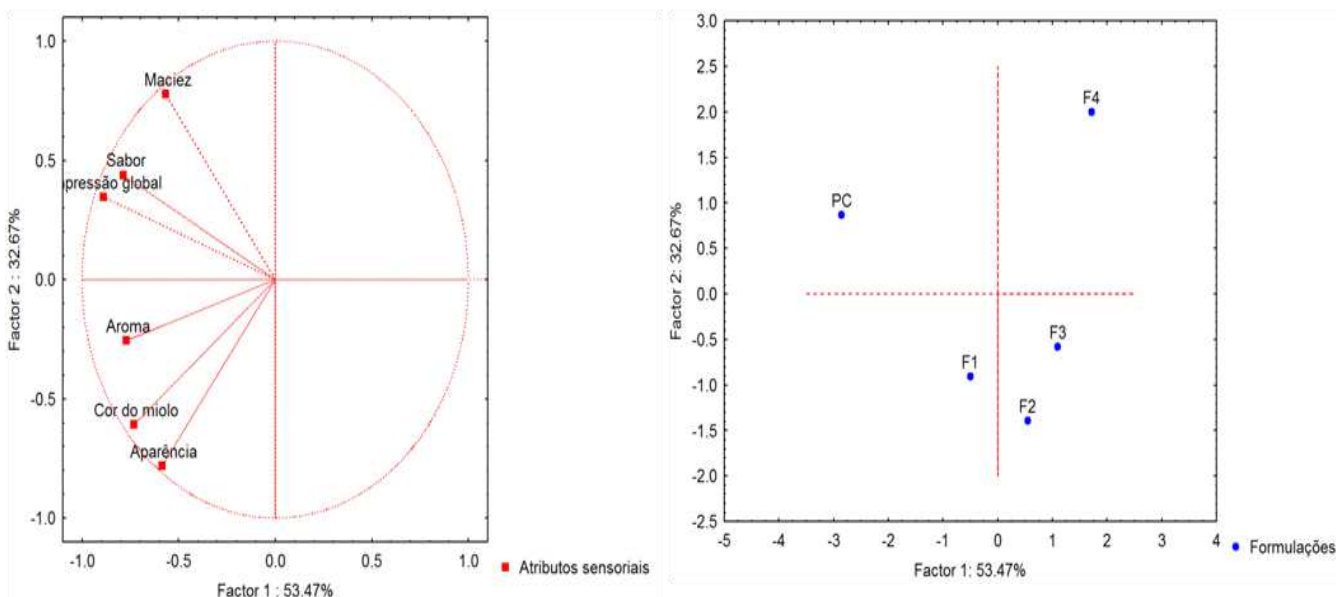 1.0
0.5
0.0
-0.5
-1.0
-1.0
-0.5
0.0
0.5
1.0
Factor 2 : 32.67%
Factor 1 : 53.47%
Maciez
Sabor
npressão global
Aroma
Cor do miolo
Aparência
Atributos sensoriais
3.0
2.5
2.0
1.5
1.0
0.5
0.0
-0.5
-1.0
-1.5
-2.0
-2.5
-5
-4
-3
-2
-1
0
1
2
3
4
Factor 2: 32.67%
Factor 1: 53.47%
F4
PC
F3
F1
F2
Formulações